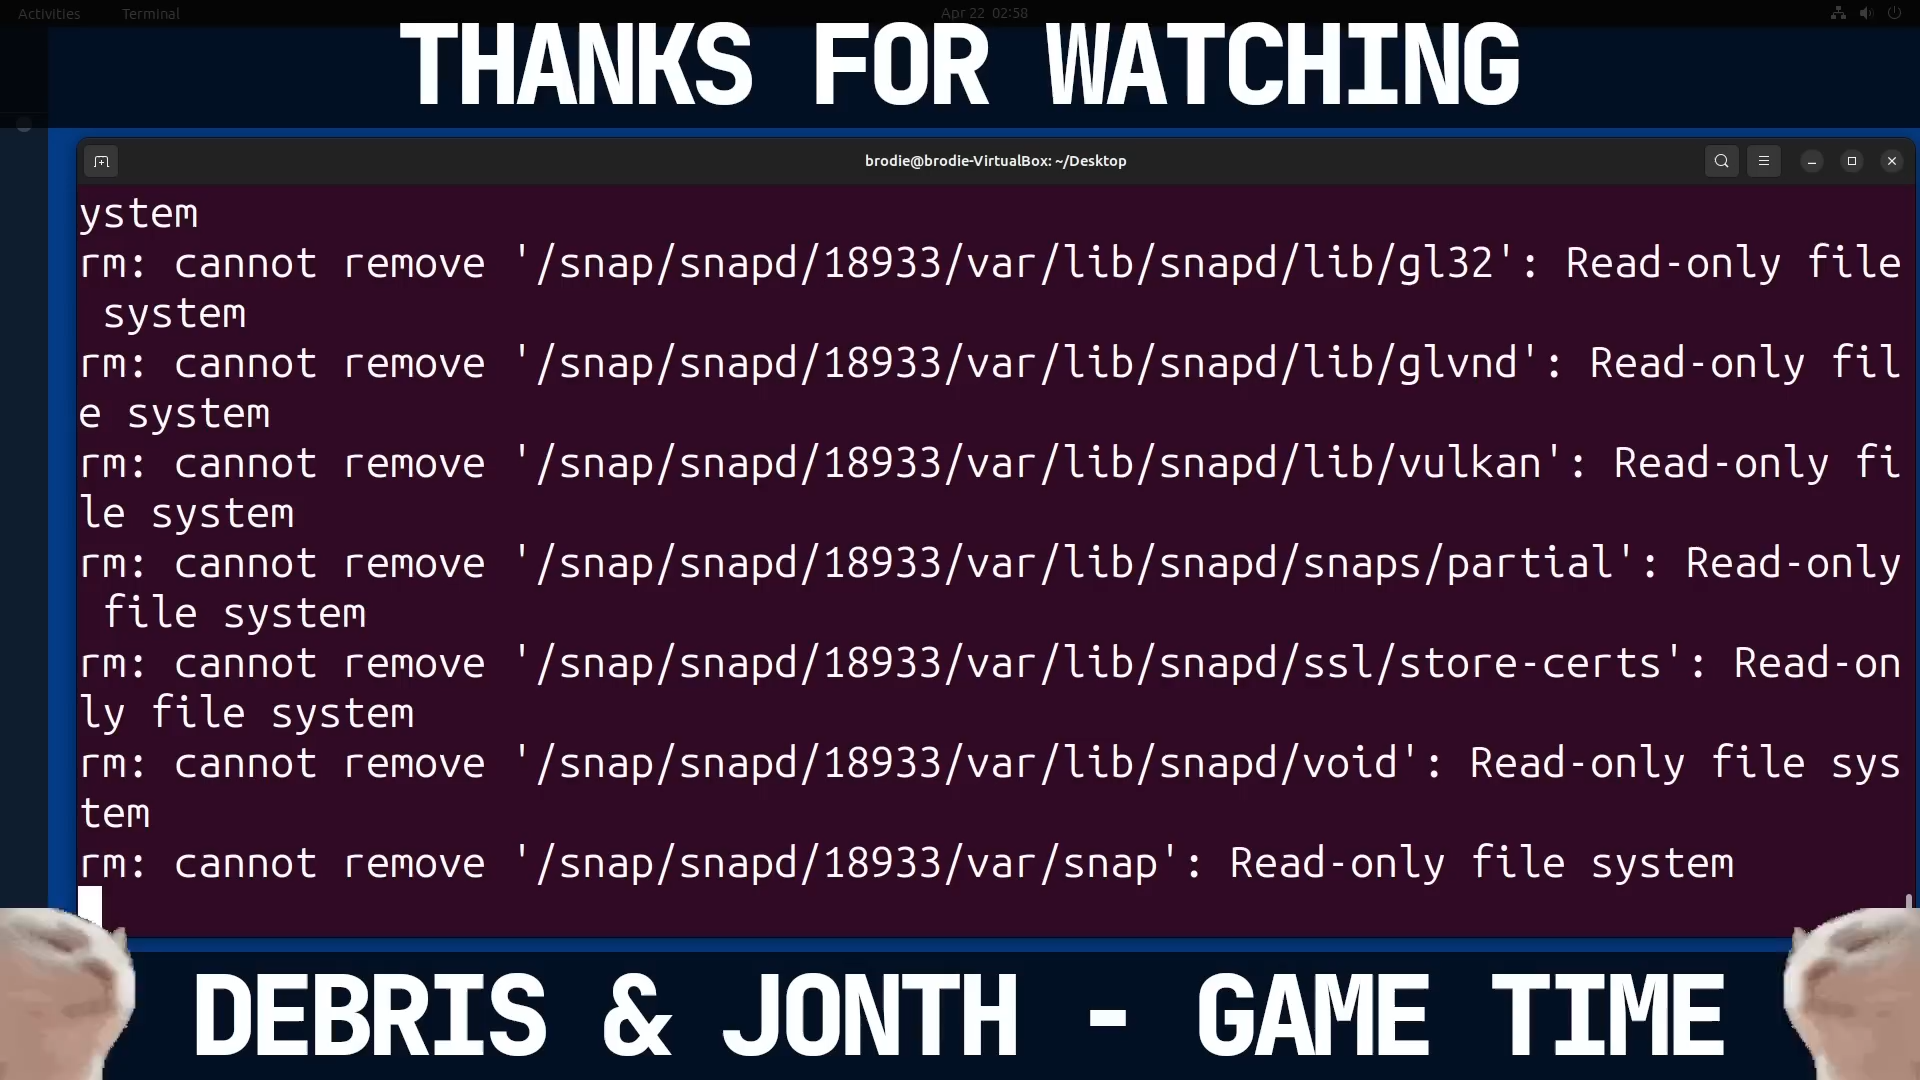 Activities Terminal Apr 22 02:58
THANKS FOR WATCHING
brodie@brodie-VirtualBox: ~/Desktop
ystem
rm: cannot remove '/snap/snapd/18933/var/lib/snapd/lib/gl32': Read-only file
 system
rm: cannot remove '/snap/snapd/18933/var/lib/snapd/lib/glvnd': Read-only fil
e system
rm: cannot remove '/snap/snapd/18933/var/lib/snapd/lib/vulkan': Read-only fi
le system
rm: cannot remove '/snap/snapd/18933/var/lib/snapd/snaps/partial': Read-only
 file system
rm: cannot remove '/snap/snapd/18933/var/lib/snapd/ssl/store-certs': Read-on
ly file system
rm: cannot remove '/snap/snapd/18933/var/lib/snapd/void': Read-only file sys
tem
rm: cannot remove '/snap/snapd/18933/var/snap': Read-only file system
DEBRIS & JONTH - GAME TIME